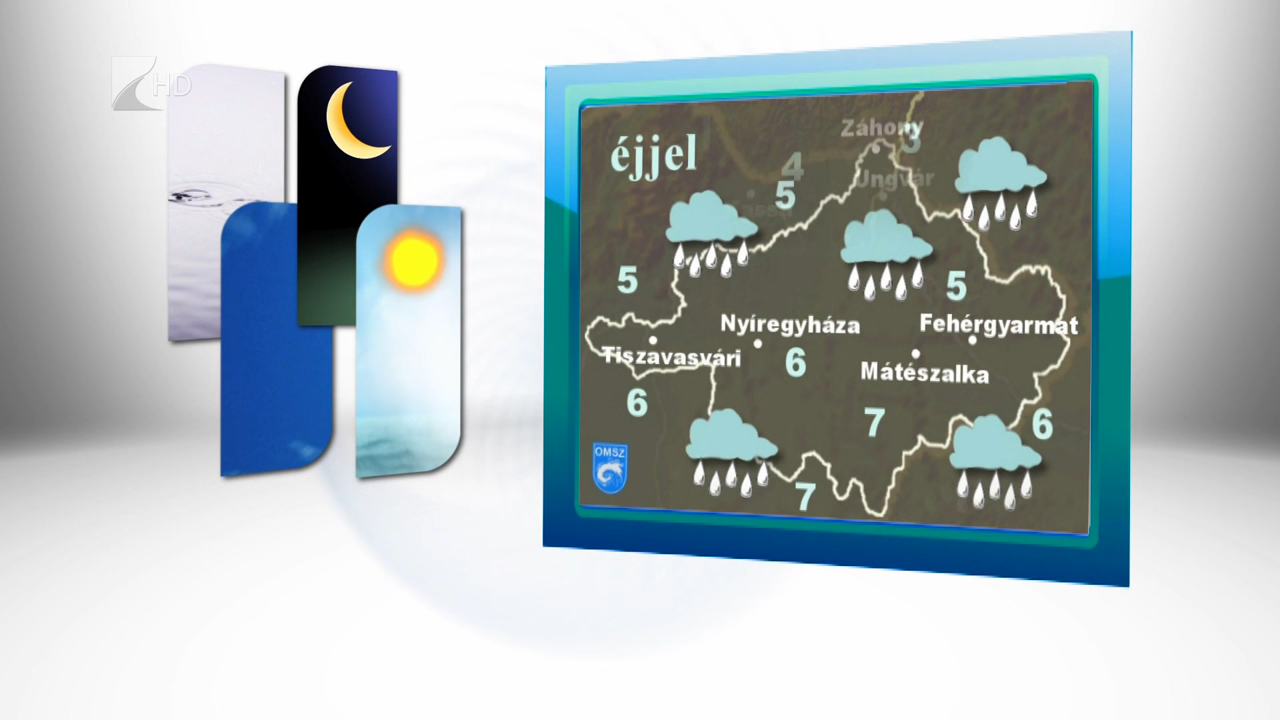 HD
éjjel
Záhony
3
4
Ungvár
5
5
5
Nyíregyháza
Fehérgyarmat
Tiszavasvári
6
Mátészalka
6
7
6
OMSZ
7